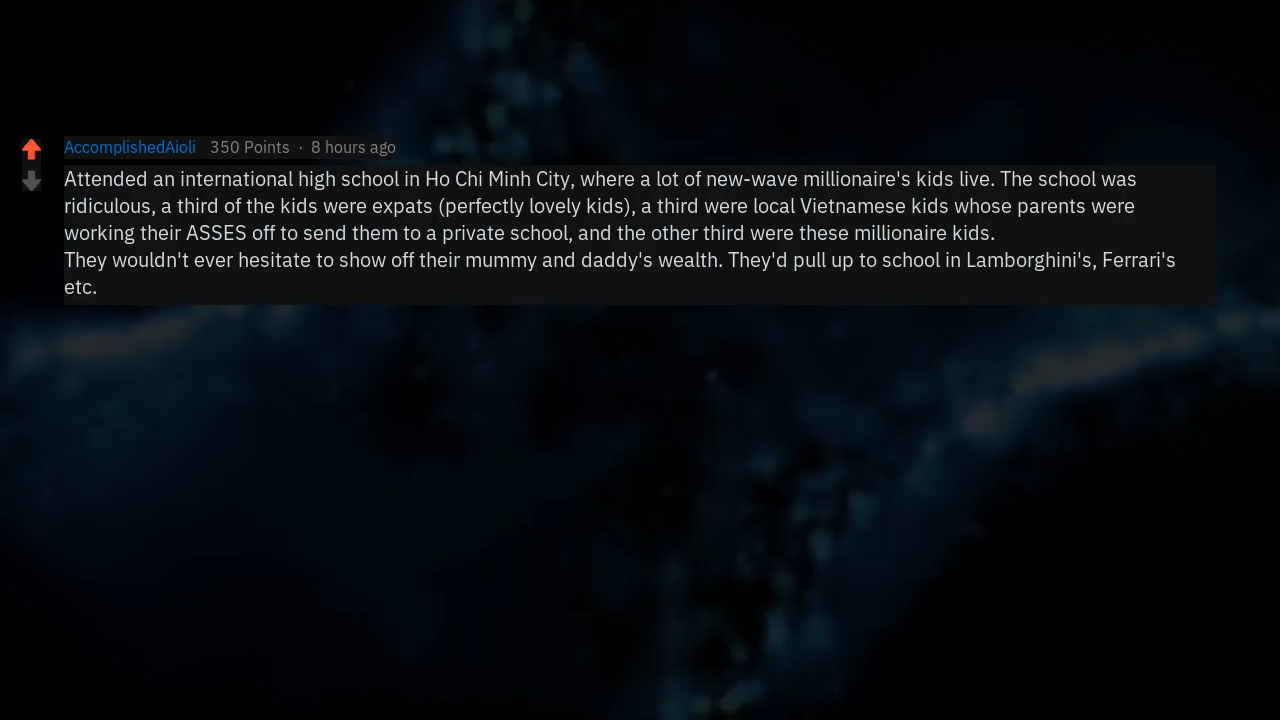 AccomplishedAioli 350 Points · 8 hours ago
Attended an international high school in Ho Chi Minh City, where a lot of new-wave millionaire's kids live. The school was
ridiculous, a third of the kids were expats (perfectly lovely kids), a third were local Vietnamese kids whose parents were
working their ASSES off to send them to a private school, and the other third were these millionaire kids.
They wouldn't ever hesitate to show off their mummy and daddy's wealth. They'd pull up to school in Lamborghini's, Ferrari's
etc.